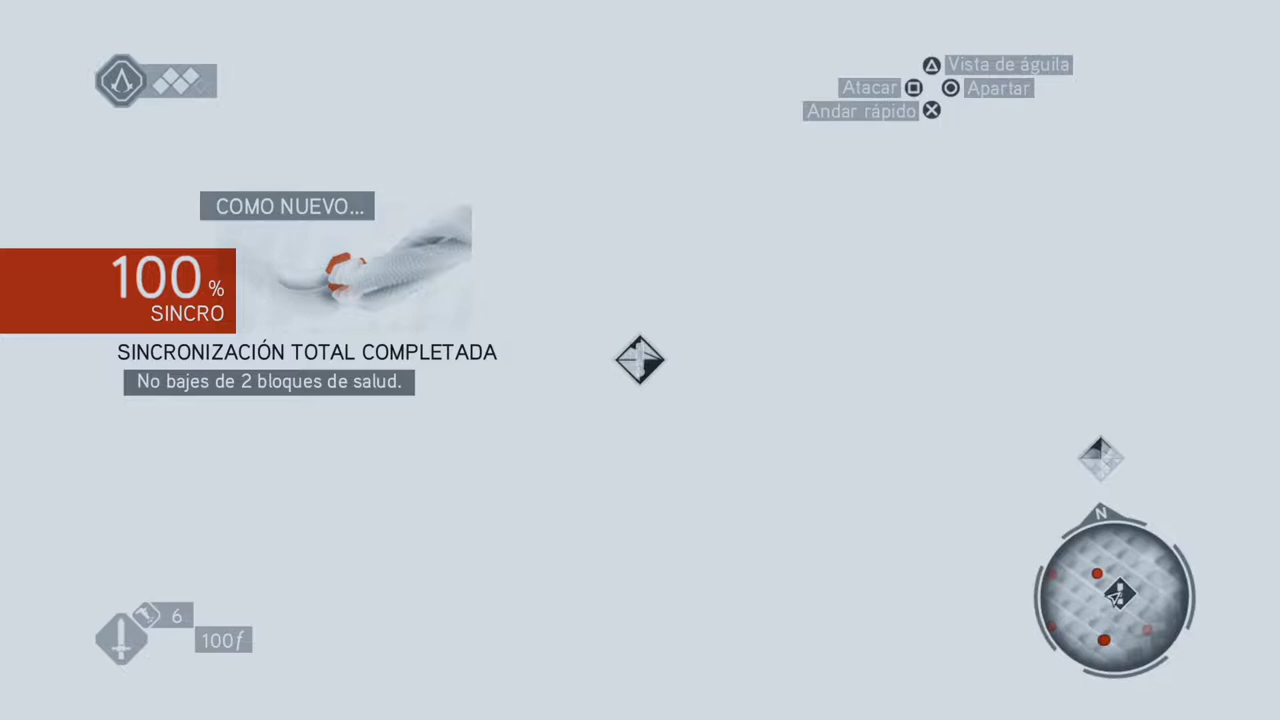 Vista de águila
Atacar
Apartar
Andar rápido
COMO NUEVO...
100 %
SINCRO
SINCRONIZACIÓN TOTAL COMPLETADA
No bajes de 2 bloques de salud.
N
6
100ƒ